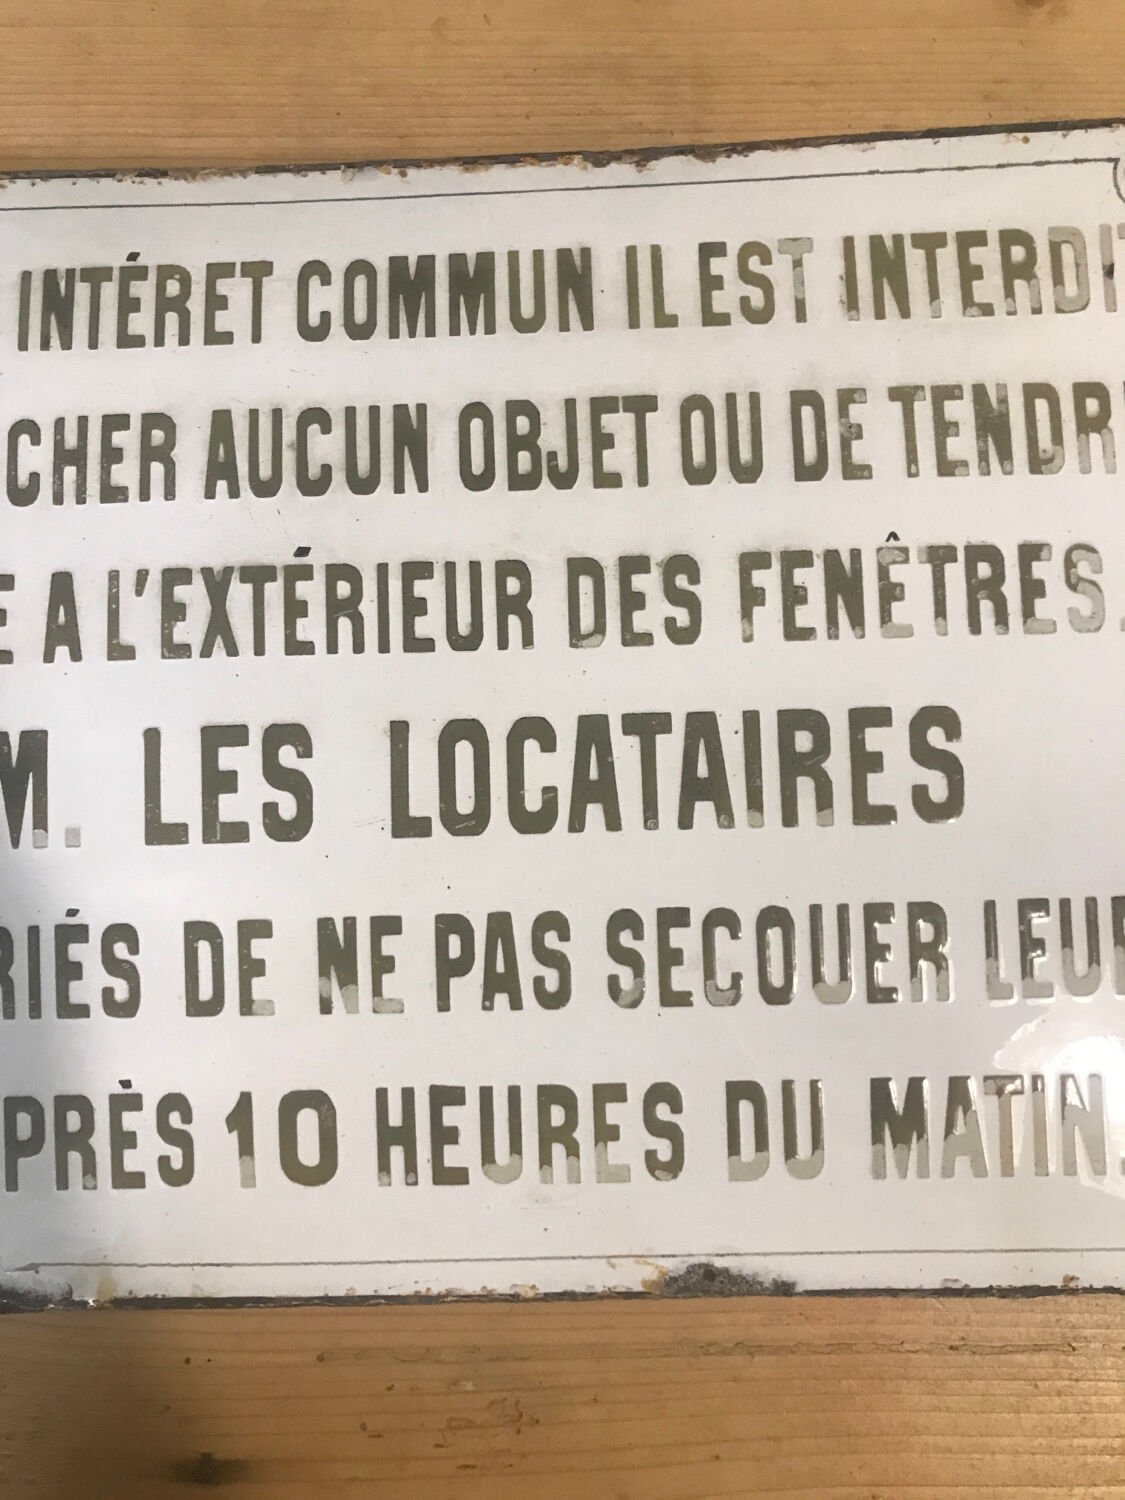 INTÉRET COMMUN IL EST INTERDIT
CHER AUCUN OBJET OU DE TENDR
E A L'EXTÉRIEUR DES FENÊTRES.
M. LES LOCATAIRES
RIÉS DE NE PAS SECOUER LEUR
PRÈS 10 HEURES DU MATIN.